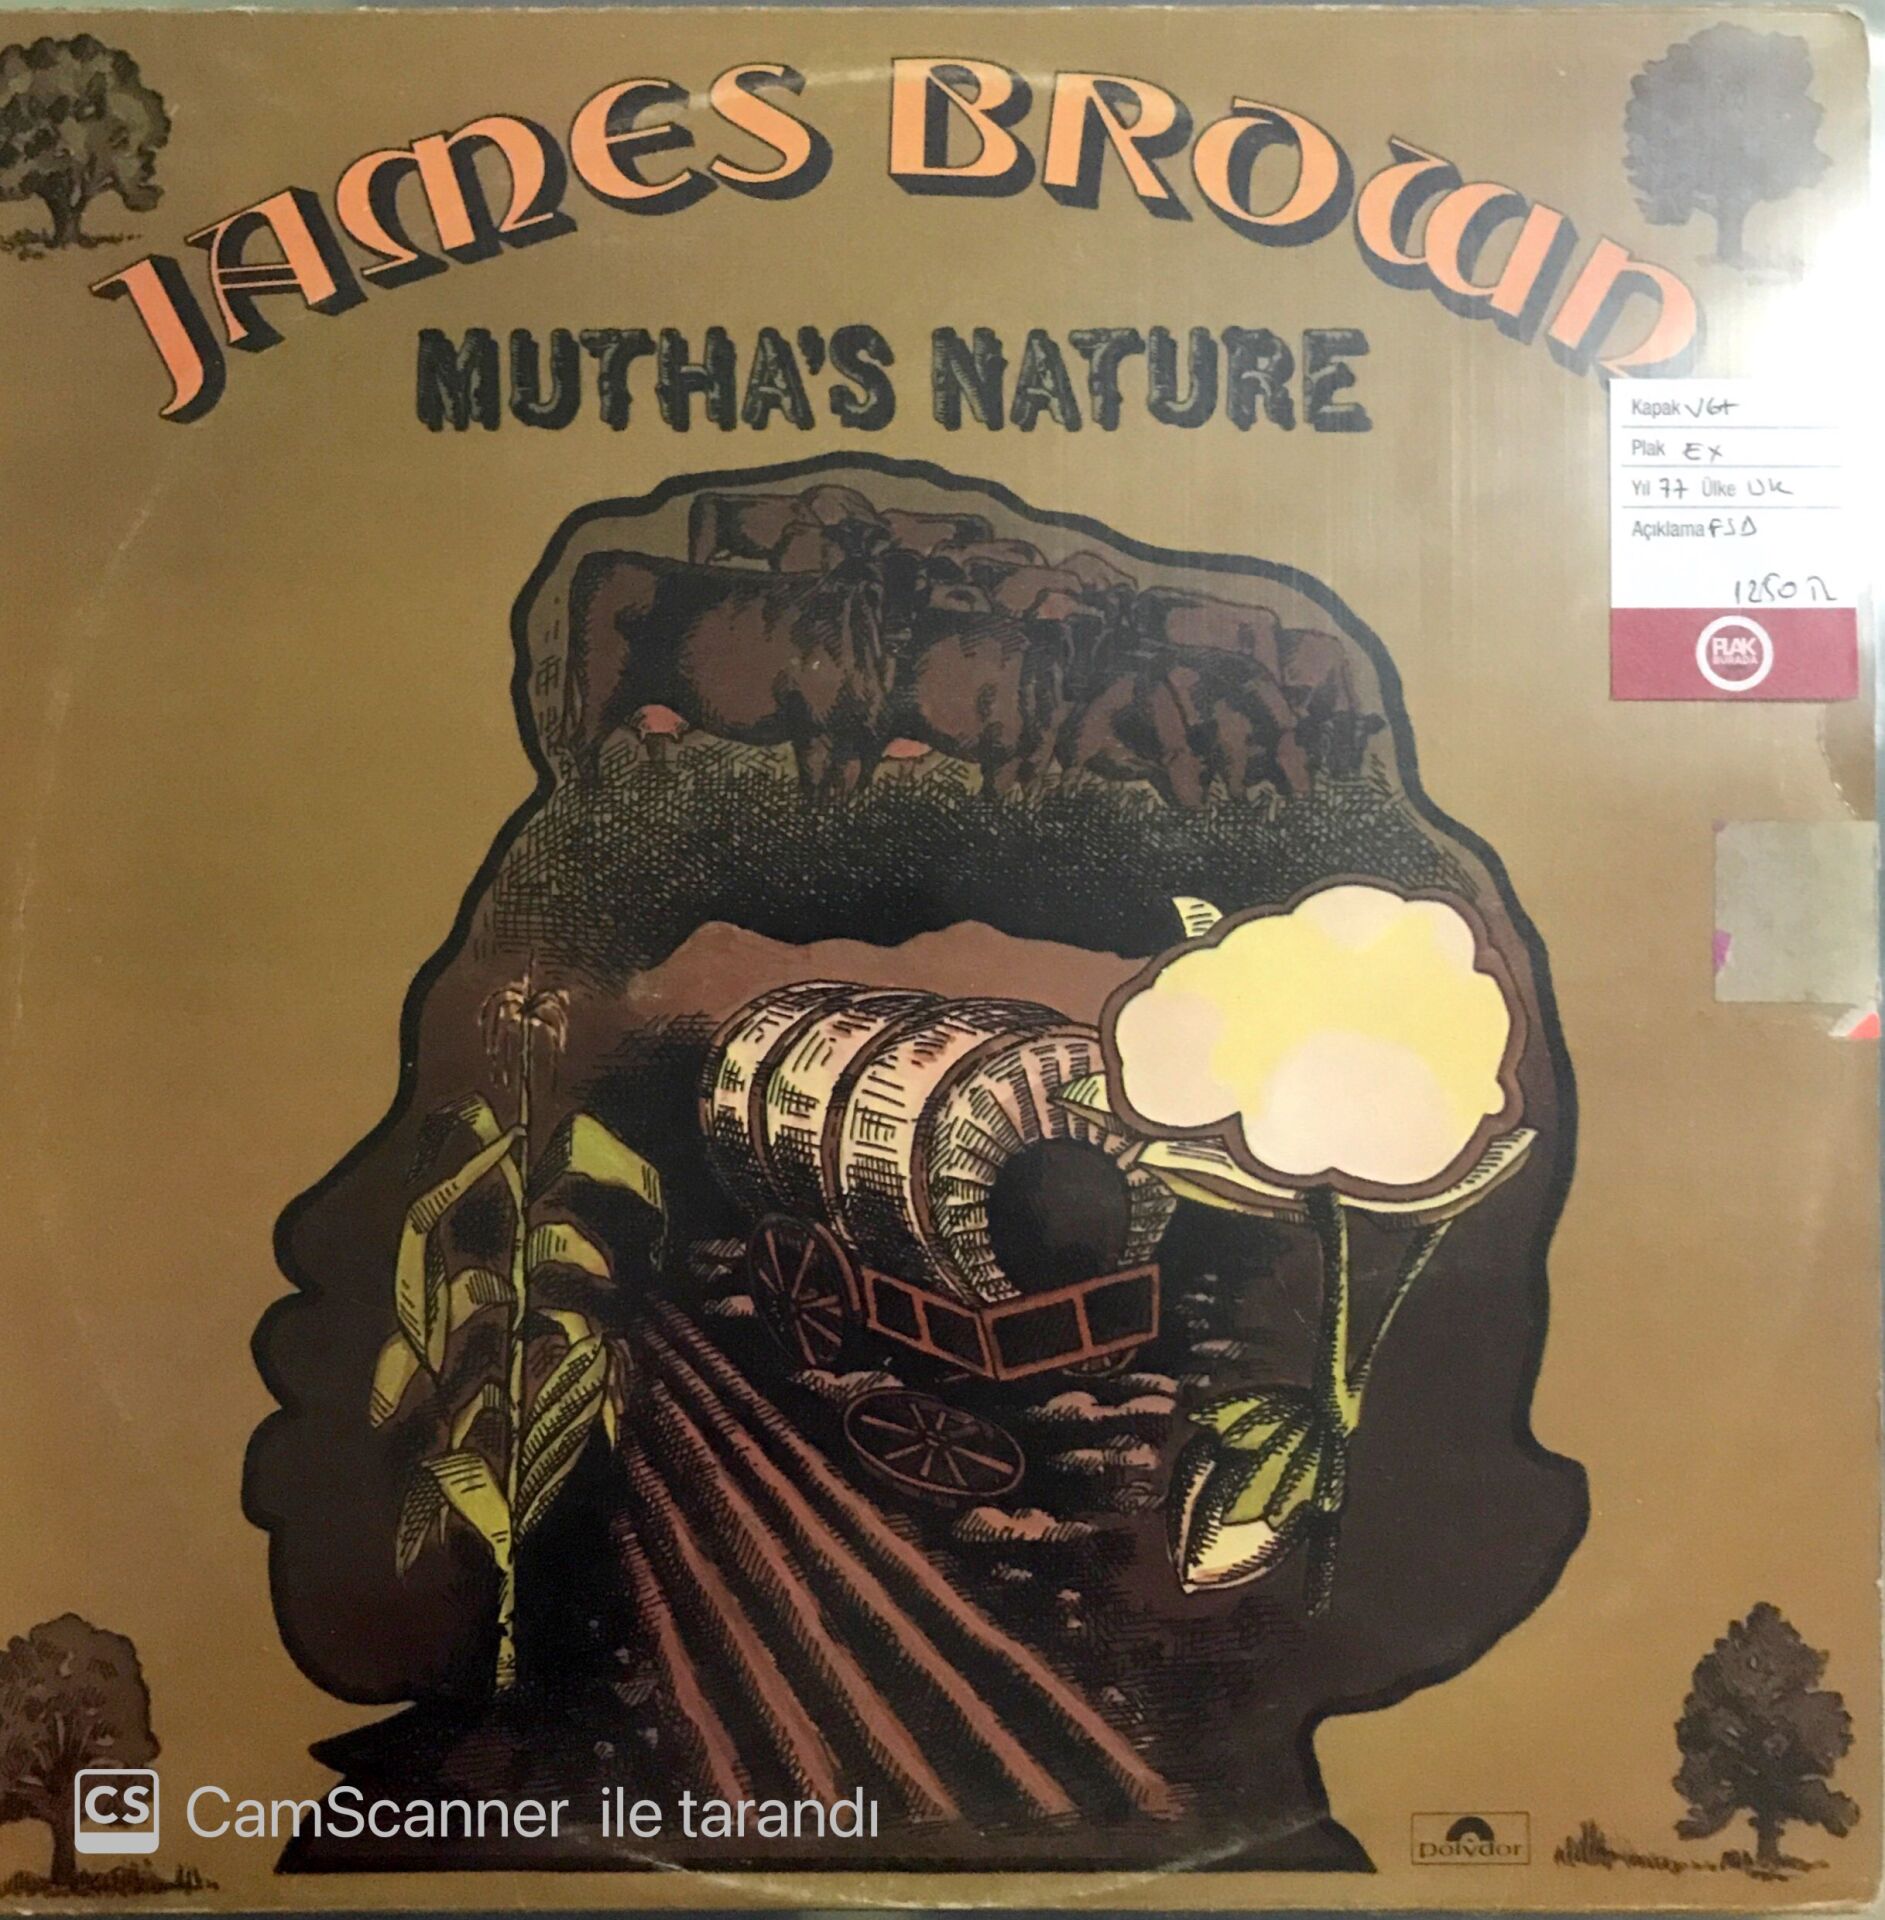 JAMES BROWN
MUTHA'S NATURE
Kapak VG+
Plak EX
Yıl 77 Ülke UK
Açıklama FSD
1250 TL
PLAK
BURADA
CS CamScanner ile tarandı
polydor